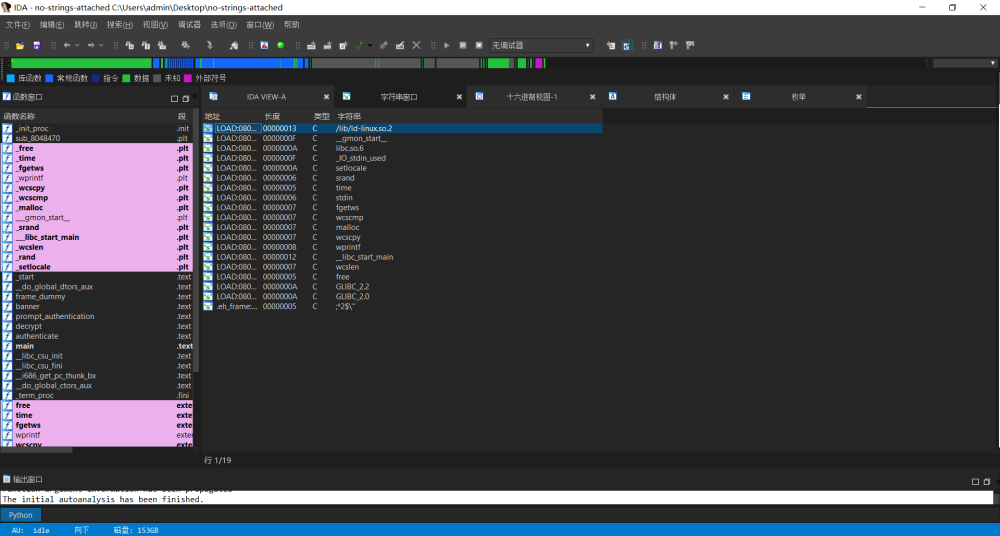 IDA - no-strings-attached C:\Users\admin\Desktop\no-strings-attached
文件(F) 编辑(E) 跳转(J) 搜索(H) 视图(V) 调试器 选项(O) 窗口(W) 帮助
无调试器
库函数 常规函数 指令 数据 未知 外部符号
函数窗口
IDA VIEW-A 字符串窗口 十六进制视图-1 结构体 枚举
函数名称 段
_init_proc .init
sub_8048470 .plt
_free .plt
_time .plt
_fgetws .plt
_wprintf .plt
_wcscpy .plt
_wcscmp .plt
_malloc .plt
___gmon_start__ .plt
_srand .plt
___libc_start_main .plt
_wcslen .plt
_rand .plt
_setlocale .plt
_start .text
__do_global_dtors_aux .text
frame_dummy .text
banner .text
prompt_authentication .text
decrypt .text
authenticate .text
main .text
__libc_csu_init .text
__libc_csu_fini .text
__i686_get_pc_thunk_bx .text
__do_global_ctors_aux .text
_term_proc .fini
free exte
time exte
fgetws exte
wprintf exter
wcscpy exte
地址 长度 类型 字符串
LOAD:080... 00000013 C /lib/ld-linux.so.2
LOAD:080... 0000000F C __gmon_start__
LOAD:080... 0000000A C libc.so.6
LOAD:080... 0000000F C _IO_stdin_used
LOAD:080... 0000000A C setlocale
LOAD:080... 00000006 C srand
LOAD:080... 00000005 C time
LOAD:080... 00000006 C stdin
LOAD:080... 00000007 C fgetws
LOAD:080... 00000007 C wcscmp
LOAD:080... 00000007 C malloc
LOAD:080... 00000007 C wcscpy
LOAD:080... 00000008 C wprintf
LOAD:080... 00000012 C __libc_start_main
LOAD:080... 00000007 C wcslen
LOAD:080... 00000005 C free
LOAD:080... 0000000A C GLIBC_2.2
LOAD:080... 0000000A C GLIBC_2.0
.eh_frame:... 00000005 C ;*2$\"
行 1/19
输出窗口
Function argument information has been propagated
The initial autoanalysis has been finished.
Python
AU: idle 向下 磁盘: 153GB